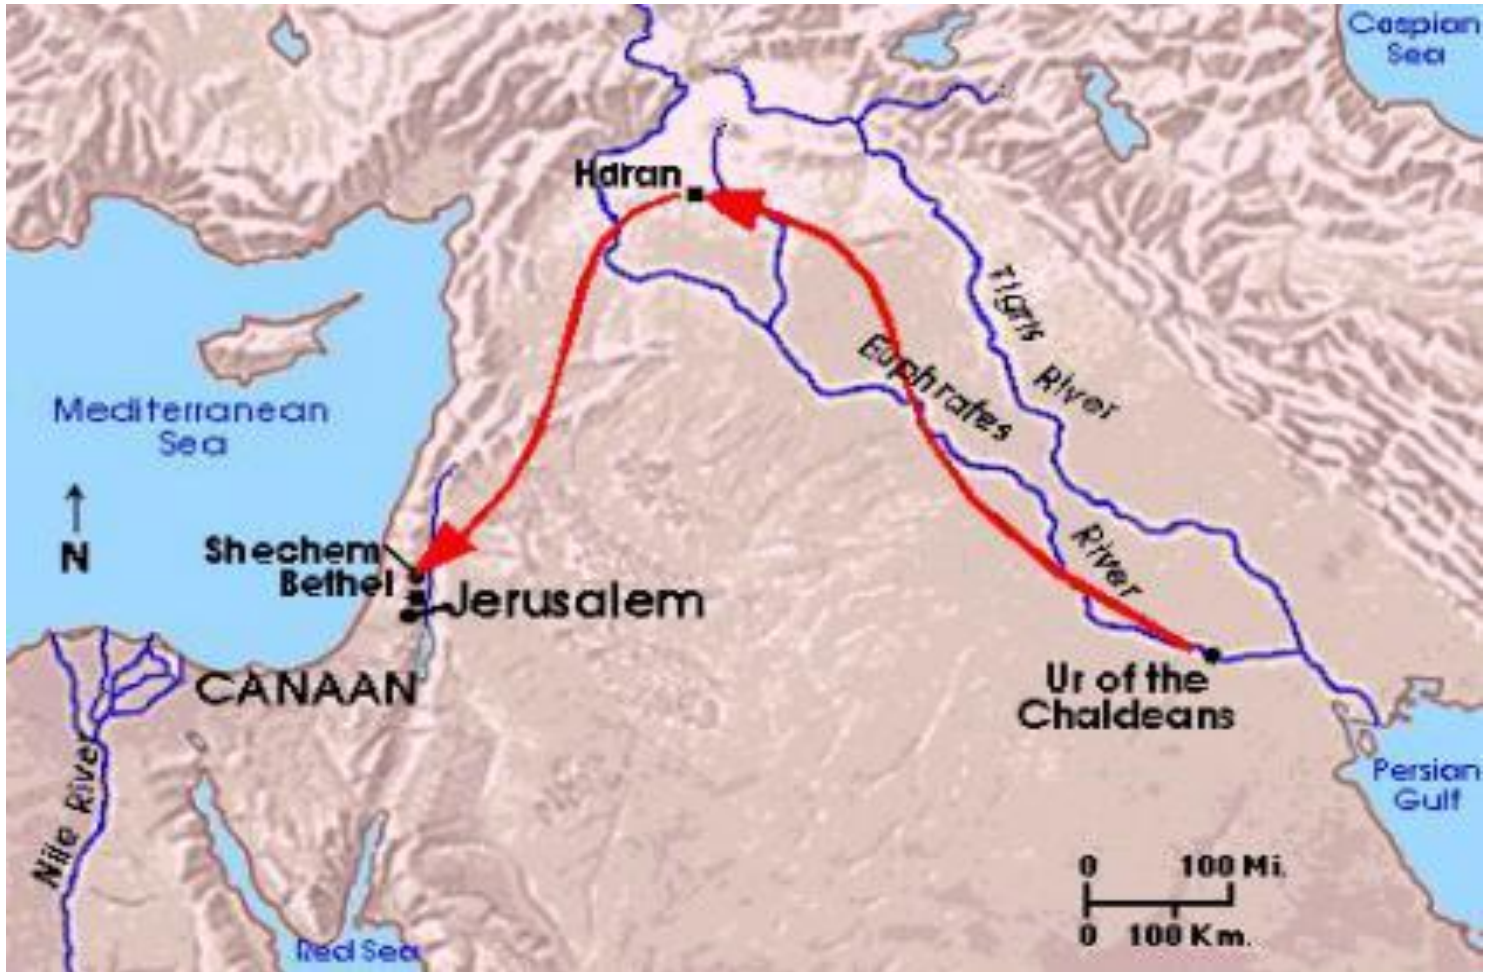 Caspian
Sea
Haran
Tigris River
Euphrates River
Mediterranean
Sea
N
Shechem
Bethel
Jerusalem
CANAAN
Ur of the
Chaldeans
Nile River
Persian
Gulf
Red Sea
0 100 Mi.
0 100 Km.